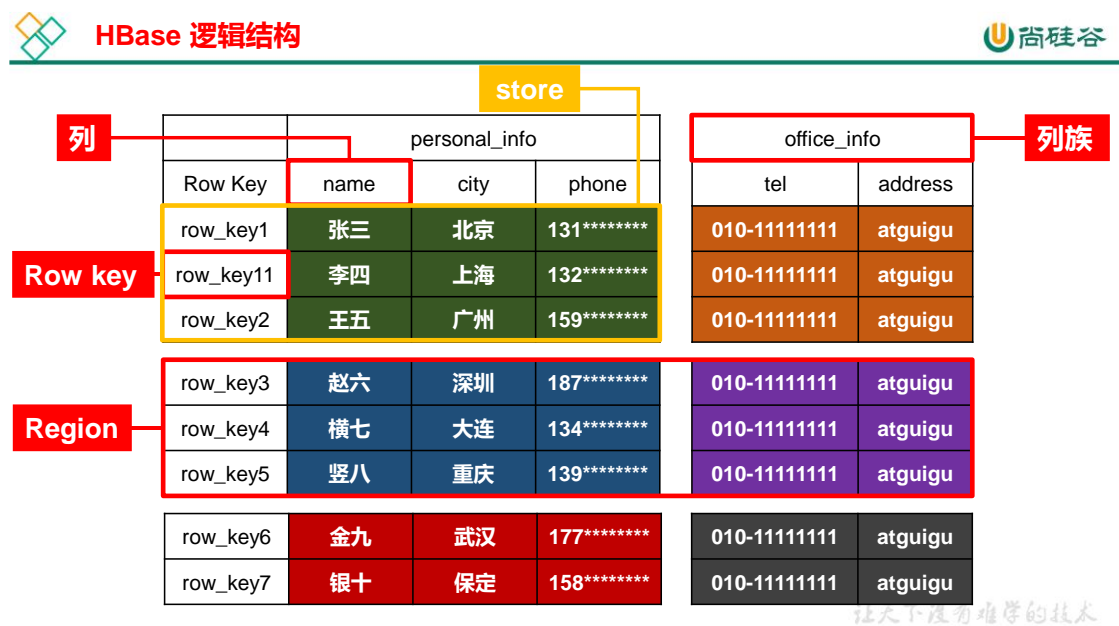 HBase 逻辑结构
尚硅谷
store
列
personal_info
office_info
列族
Row Key name city phone tel address
row_key1 张三 北京 131******** 010-11111111 atguigu
Row key
row_key11 李四 上海 132******** 010-11111111 atguigu
row_key2 王五 广州 159******** 010-11111111 atguigu
row_key3 赵六 深圳 187******** 010-11111111 atguigu
Region
row_key4 横七 大连 134******** 010-11111111 atguigu
row_key5 竖八 重庆 139******** 010-11111111 atguigu
row_key6 金九 武汉 177******** 010-11111111 atguigu
row_key7 银十 保定 158******** 010-11111111 atguigu
让天下没有难学的技术